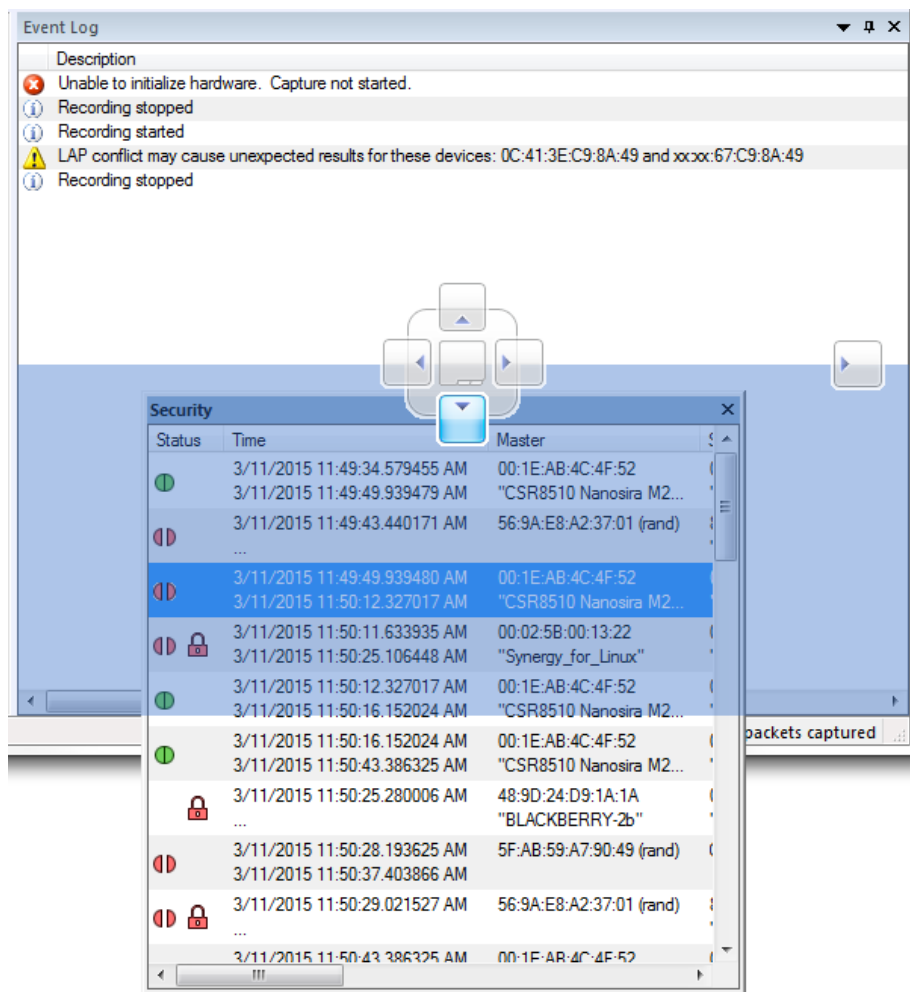 Event Log
Description
Unable to initialize hardware.  Capture not started.
Recording stopped
Recording started
LAP conflict may cause unexpected results for these devices: 0C:41:3E:C9:8A:49 and xx:xx:67:C9:8A:49
Recording stopped
Security
Status Time Master
3/11/2015 11:49:34.579455 AM 00:1E:AB:4C:4F:52
3/11/2015 11:49:49.939479 AM "CSR8510 Nanosira M2...
3/11/2015 11:49:43.440171 AM 56:9A:E8:A2:37:01 (rand)
...
3/11/2015 11:49:49.939480 AM 00:1E:AB:4C:4F:52
3/11/2015 11:50:12.327017 AM "CSR8510 Nanosira M2...
3/11/2015 11:50:11.633935 AM 00:02:5B:00:13:22
3/11/2015 11:50:25.106448 AM "Synergy_for_Linux"
3/11/2015 11:50:12.327017 AM 00:1E:AB:4C:4F:52
3/11/2015 11:50:16.152024 AM "CSR8510 Nanosira M2...
packets captured
3/11/2015 11:50:16.152024 AM 00:1E:AB:4C:4F:52
3/11/2015 11:50:43.386325 AM "CSR8510 Nanosira M2...
3/11/2015 11:50:25.280006 AM 48:9D:24:D9:1A:1A
... "BLACKBERRY-2b"
3/11/2015 11:50:28.193625 AM 5F:AB:59:A7:90:49 (rand)
3/11/2015 11:50:37.403866 AM
3/11/2015 11:50:29.021527 AM 56:9A:E8:A2:37:01 (rand)
...
3/11/2015 11:50:43.386325 AM 00:1E:AB:4C:4F:52